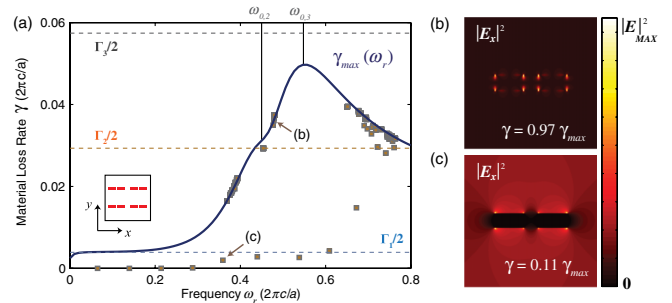 (a)
ω0,2
ω0,3
Γ3/2
γmax (ωr)
Γ2/2
(b)
(c)
Γ1/2
y
x
0.06
0.04
0.02
0
0
0.2
0.4
0.6
0.8
Material Loss Rate γ (2πc/a)
Frequency ωr (2πc/a)
(b)
|Ex|²
γ = 0.97 γmax
(c)
|Ex|²
γ = 0.11 γmax
|E|²MAX
0